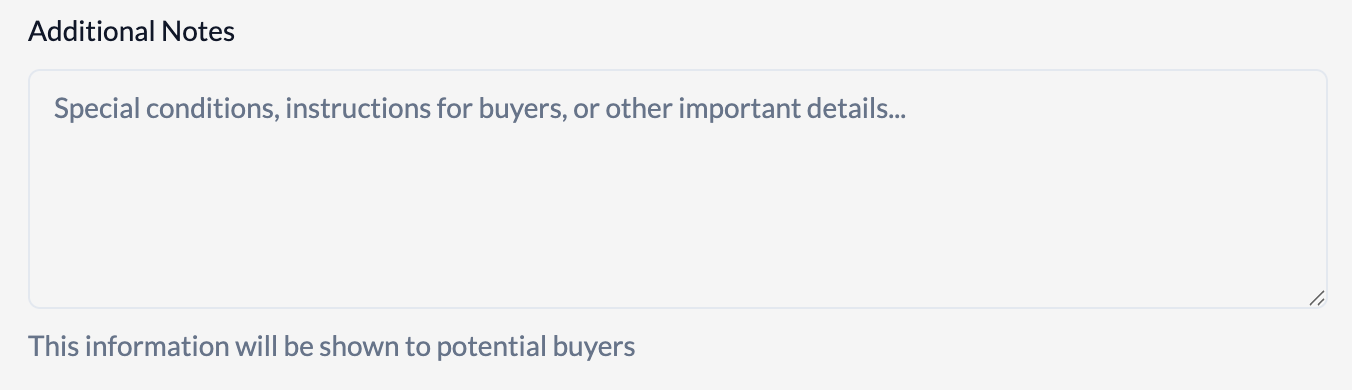 Additional Notes
Special conditions, instructions for buyers, or other important details...
This information will be shown to potential buyers